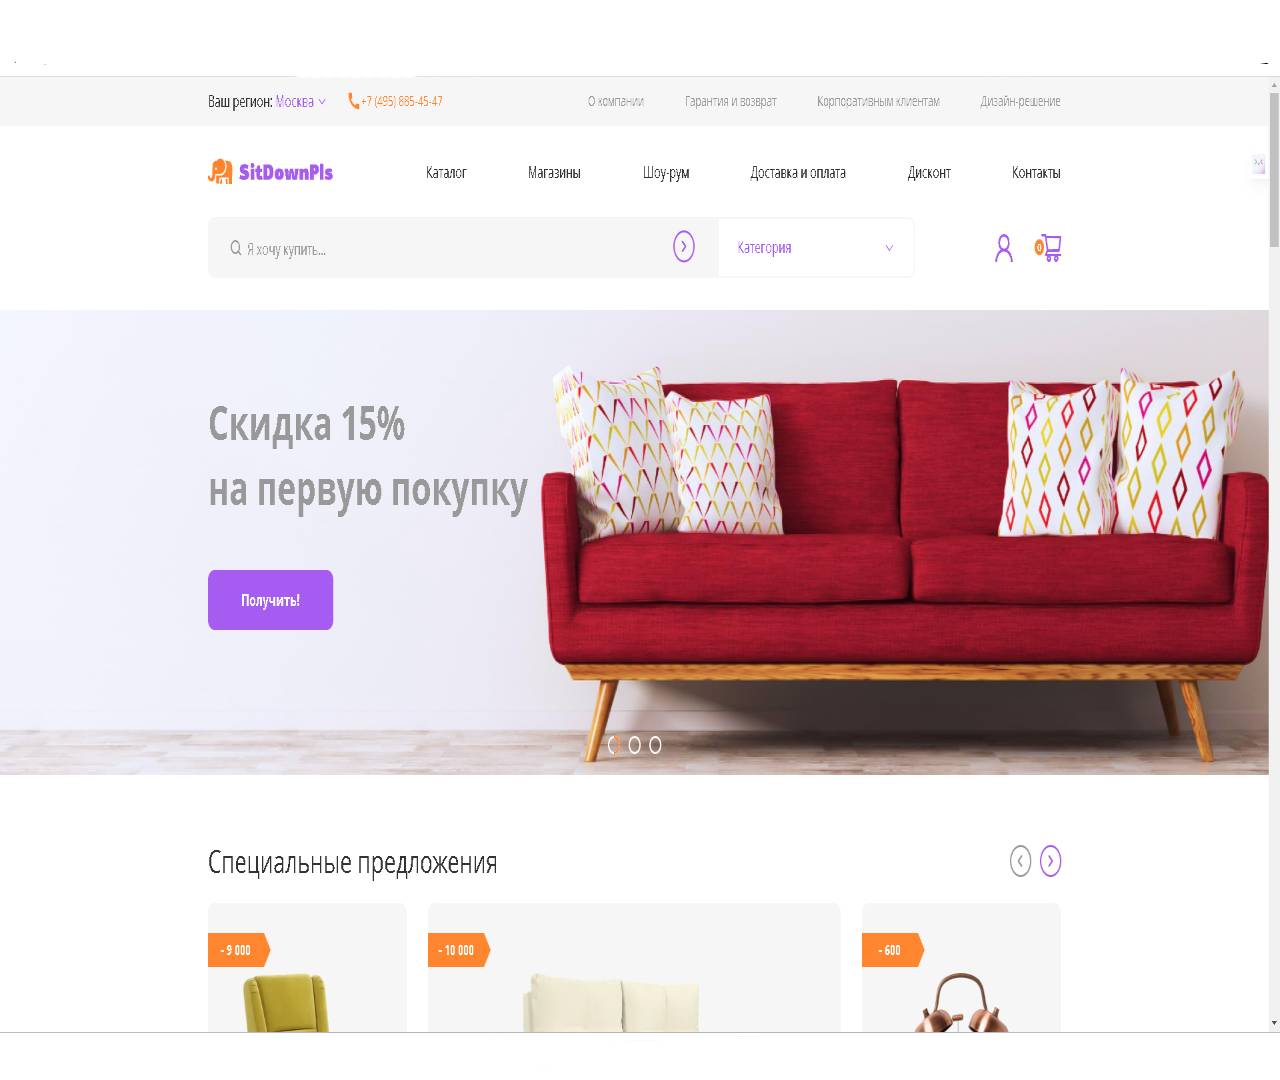 Ваш регион: Москва +7 (495) 885-45-47 О компании Гарантия и возврат Корпоративным клиентам Дизайн-решение
SitDownPls Каталог Магазины Шоу-рум Доставка и оплата Дисконт Контакты
Я хочу купить... Категория 0
Скидка 15%
на первую покупку
Получить!
Специальные предложения
- 9 000 - 10 000 - 600